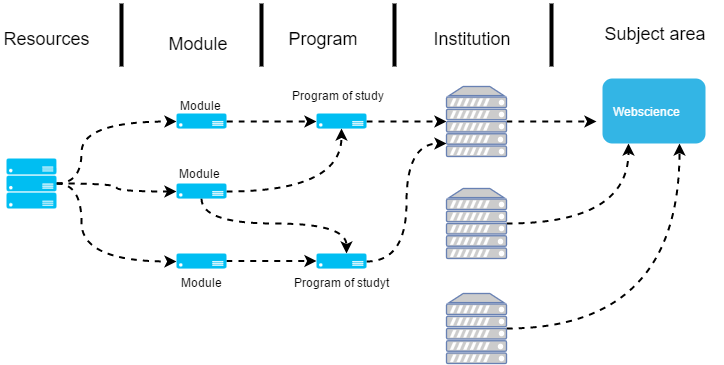 Resources
Module
Program
Institution
Subject area
Module
Program of study
Webscience
Module
Module
Program of studyt